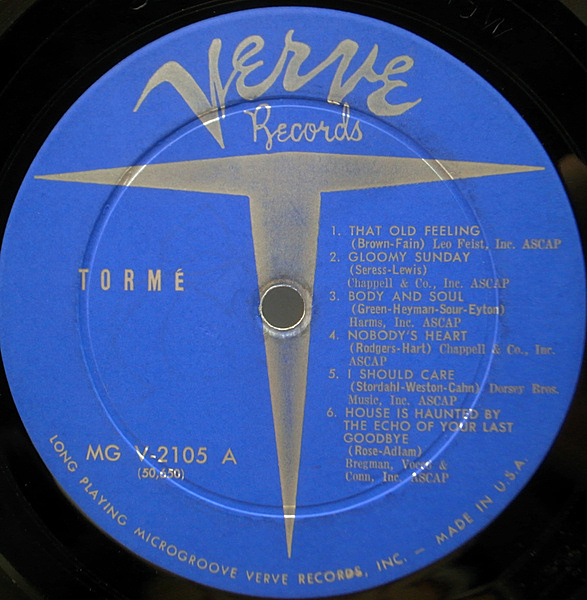 Verve
Records
TORMÉ
1. THAT OLD FEELING
(Brown-Fain) Leo Feist, Inc. ASCAP
2. GLOOMY SUNDAY
(Seress-Lewis)
Chappell & Co., Inc. ASCAP
3. BODY AND SOUL
(Green-Heyman-Sour-Eyton)
Harms, Inc. ASCAP
4. NOBODY'S HEART
(Rodgers-Hart) Chappell & Co., Inc.
ASCAP
5. I SHOULD CARE
(Stordahl-Weston-Cahn) Dorsey Bros.
Music, Inc. ASCAP
6. HOUSE IS HAUNTED BY
THE ECHO OF YOUR LAST
GOODBYE
(Rose-Adlam)
Bregman, Vocco &
Conn, Inc. ASCAP
MG V-2105 A
(50,650)
LONG PLAYING MICROGROOVE VERVE RECORDS, INC. — MADE IN U.S.A.